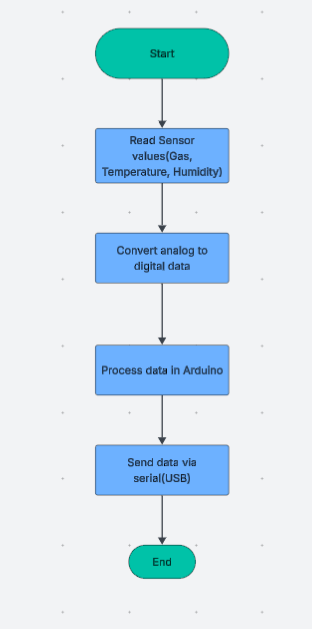 Start
Read Sensor
values(Gas,
Temperature, Humidity)
Convert analog to
digital data
Process data in Arduino
Send data via
serial(USB)
End